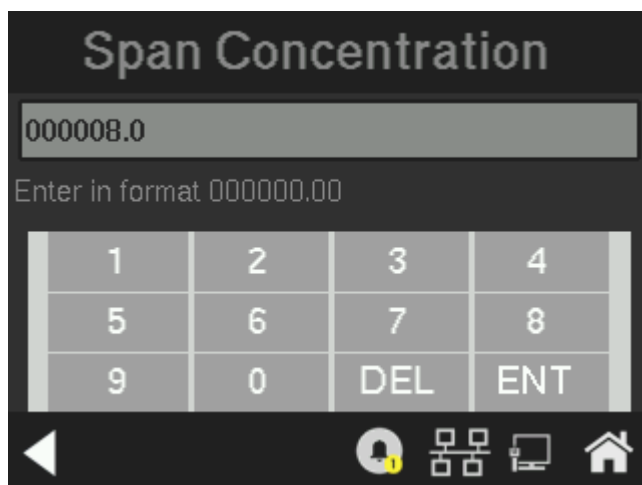 Span Concentration
000008.0
Enter in format 000000.00
1 2 3 4
5 6 7 8
9 0 DEL ENT
1